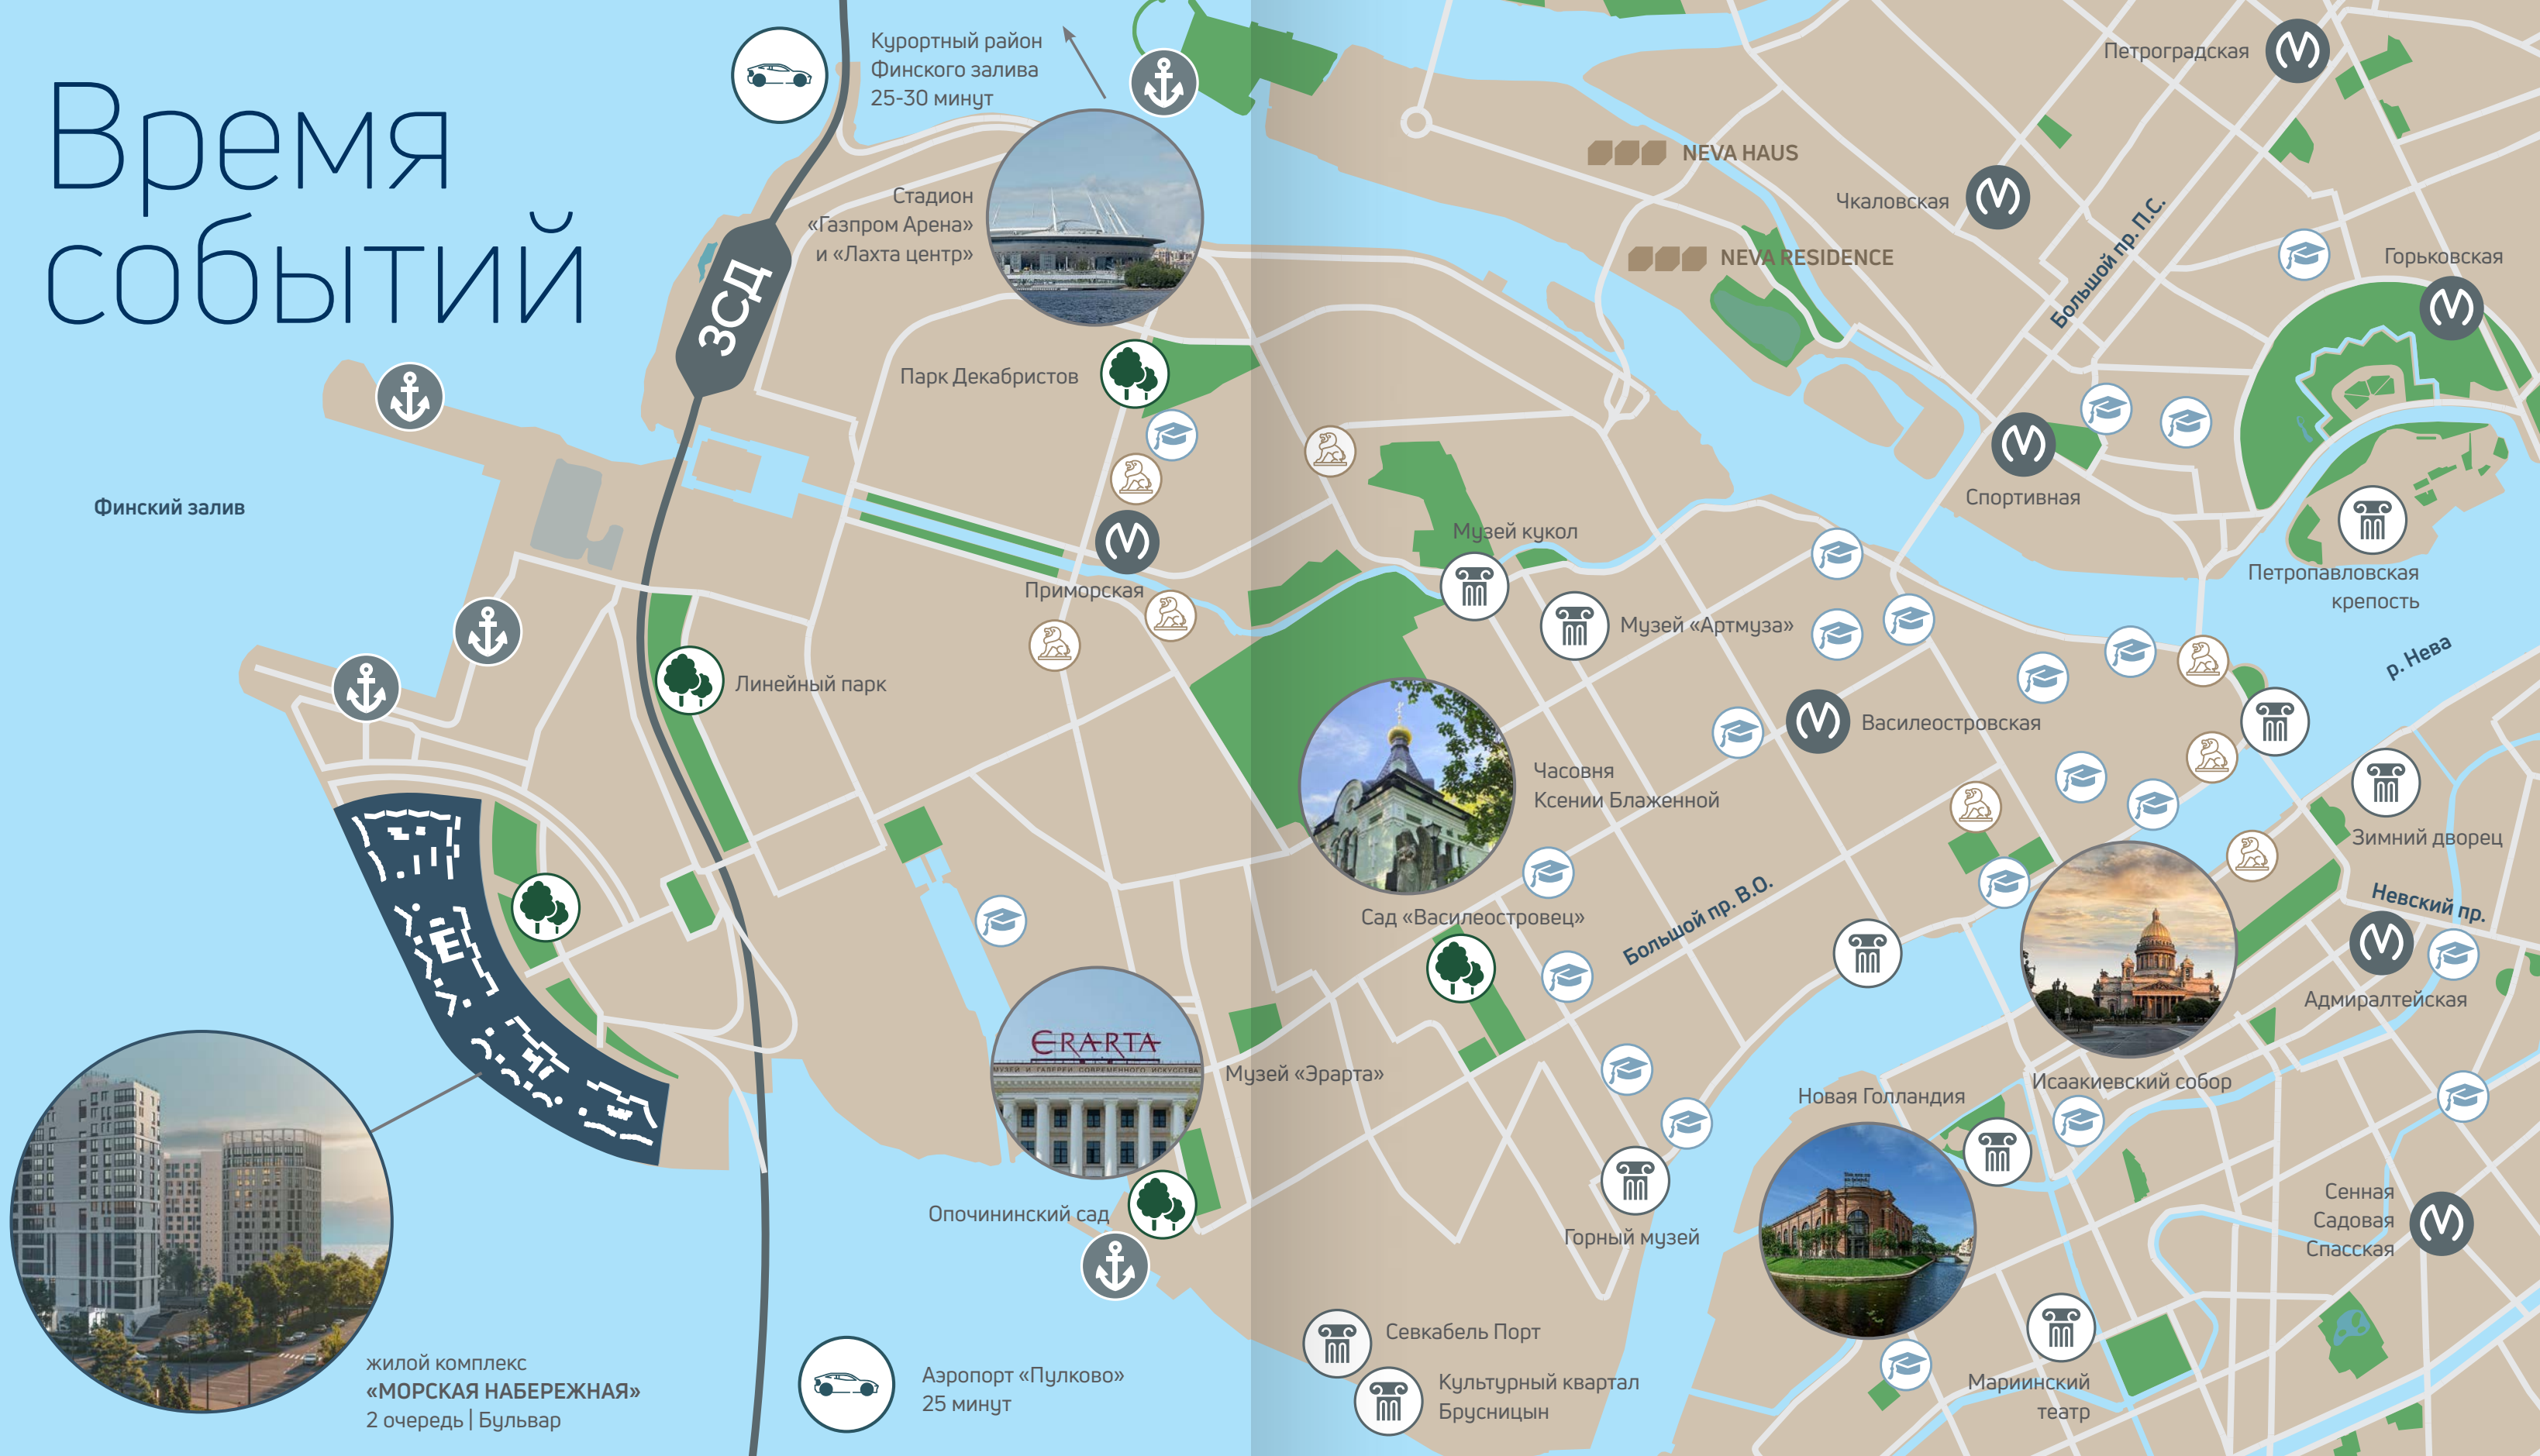 Время
событий
Курортный район
Финского залива
25-30 минут
Стадион
«Газпром Арена»
и «Лахта центр»
ЗСД
Парк Декабристов
Финский залив
Приморская
Линейный парк
ERARTA
МУЗЕЙ И ГАЛЕРЕИ СОВРЕМЕННОГО ИСКУССТВА
Музей «Эрарта»
Опочининский сад
E
жилой комплекс
«МОРСКАЯ НАБЕРЕЖНАЯ»
2 очередь | Бульвар
Аэропорт «Пулково»
25 минут
Петроградская
NEVA HAUS
Чкаловская
NEVA RESIDENCE
Большой пр. П.С.
Горьковская
Спортивная
Музей кукол
Петропавловская
крепость
Музей «Артмуза»
р. Нева
Василеостровская
Часовня
Ксении Блаженной
Зимний дворец
Невский пр.
Сад «Василеостровец»
Большой пр. В.О.
Адмиралтейская
Исаакиевский собор
Новая Голландия
Горный музей
Сенная
Садовая
Спасская
Севкабель Порт
Культурный квартал
Брусницын
Мариинский
театр